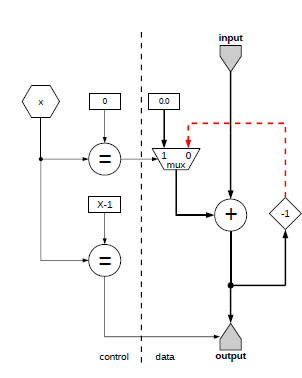 input
x
0
0.0
=
1 0
mux
X-1
+
-1
=
control
data
output